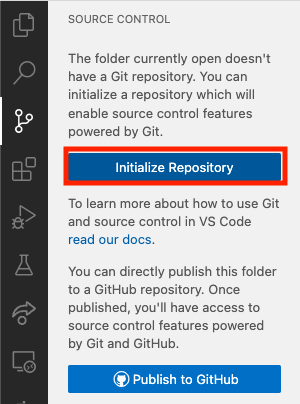 SOURCE CONTROL
The folder currently open doesn't
have a Git repository. You can
initialize a repository which will
enable source control features
powered by Git.
Initialize Repository
To learn more about how to use Git
and source control in VS Code
read our docs.
You can directly publish this folder
to a GitHub repository. Once
published, you'll have access to
source control features powered
by Git and GitHub.
Publish to GitHub